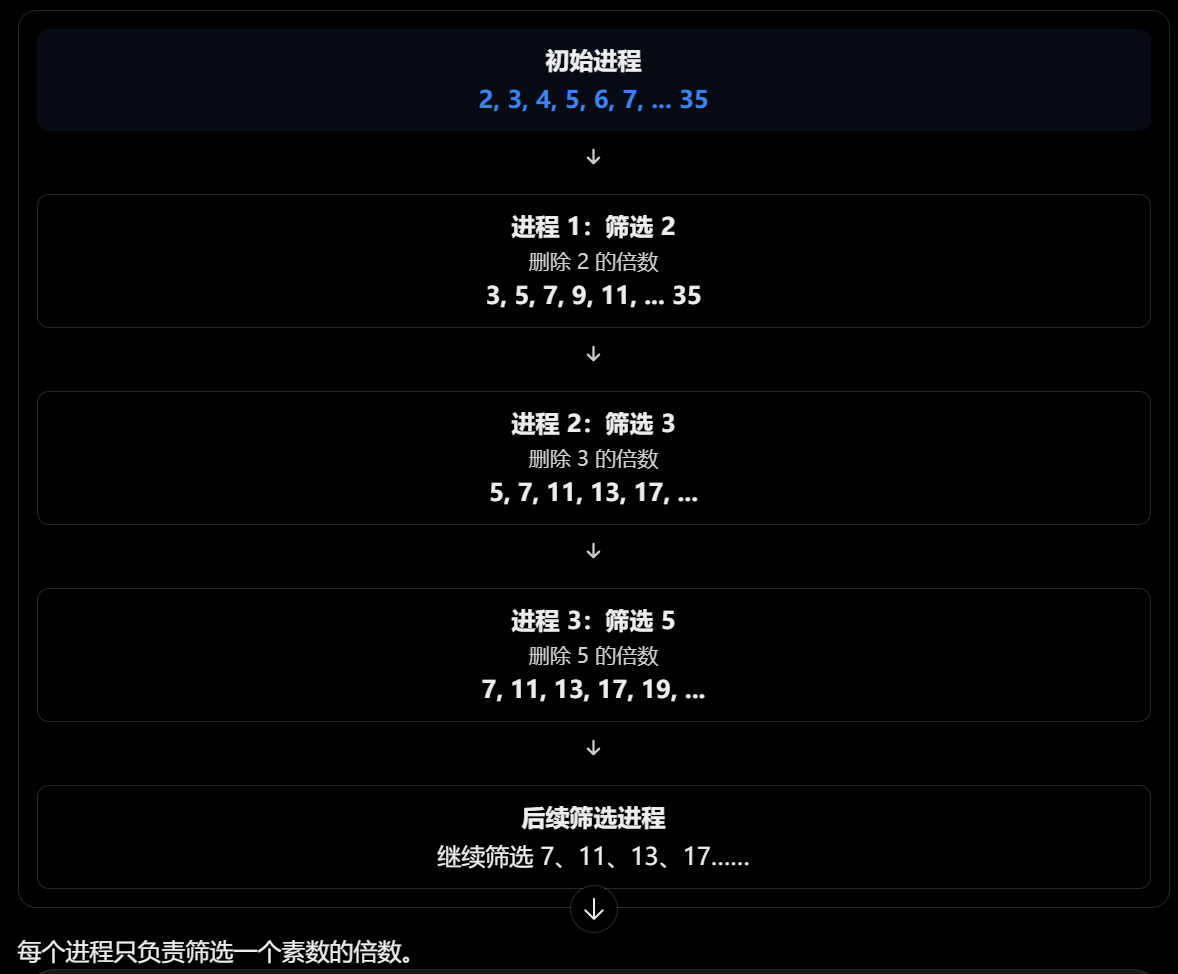 初始进程
2, 3, 4, 5, 6, 7, ... 35
↓
进程 1：筛选 2
删除 2 的倍数
3, 5, 7, 9, 11, ... 35
↓
进程 2：筛选 3
删除 3 的倍数
5, 7, 11, 13, 17, ...
↓
进程 3：筛选 5
删除 5 的倍数
7, 11, 13, 17, 19, ...
↓
后续筛选进程
继续筛选 7、11、13、17……
每个进程只负责筛选一个素数的倍数。